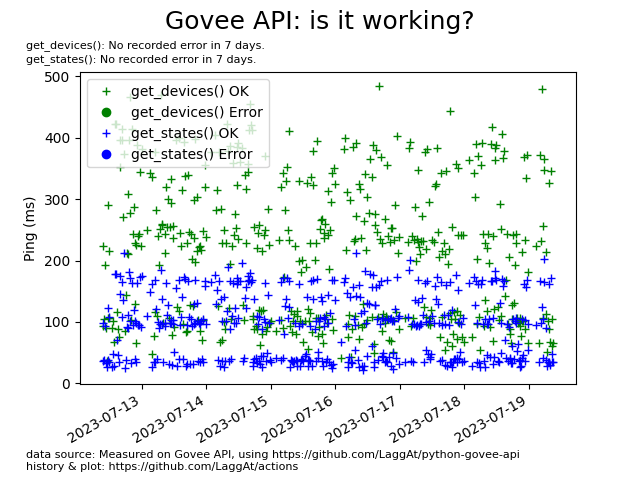 Govee API: is it working?
get_devices(): No recorded error in 7 days.
get_states(): No recorded error in 7 days.
get_devices() OK
get_devices() Error
get_states() OK
get_states() Error
Ping (ms)
500
400
300
200
100
0
2023-07-13
2023-07-14
2023-07-15
2023-07-16
2023-07-17
2023-07-18
2023-07-19
data source: Measured on Govee API, using https://github.com/LaggAt/python-govee-api
history & plot: https://github.com/LaggAt/actions